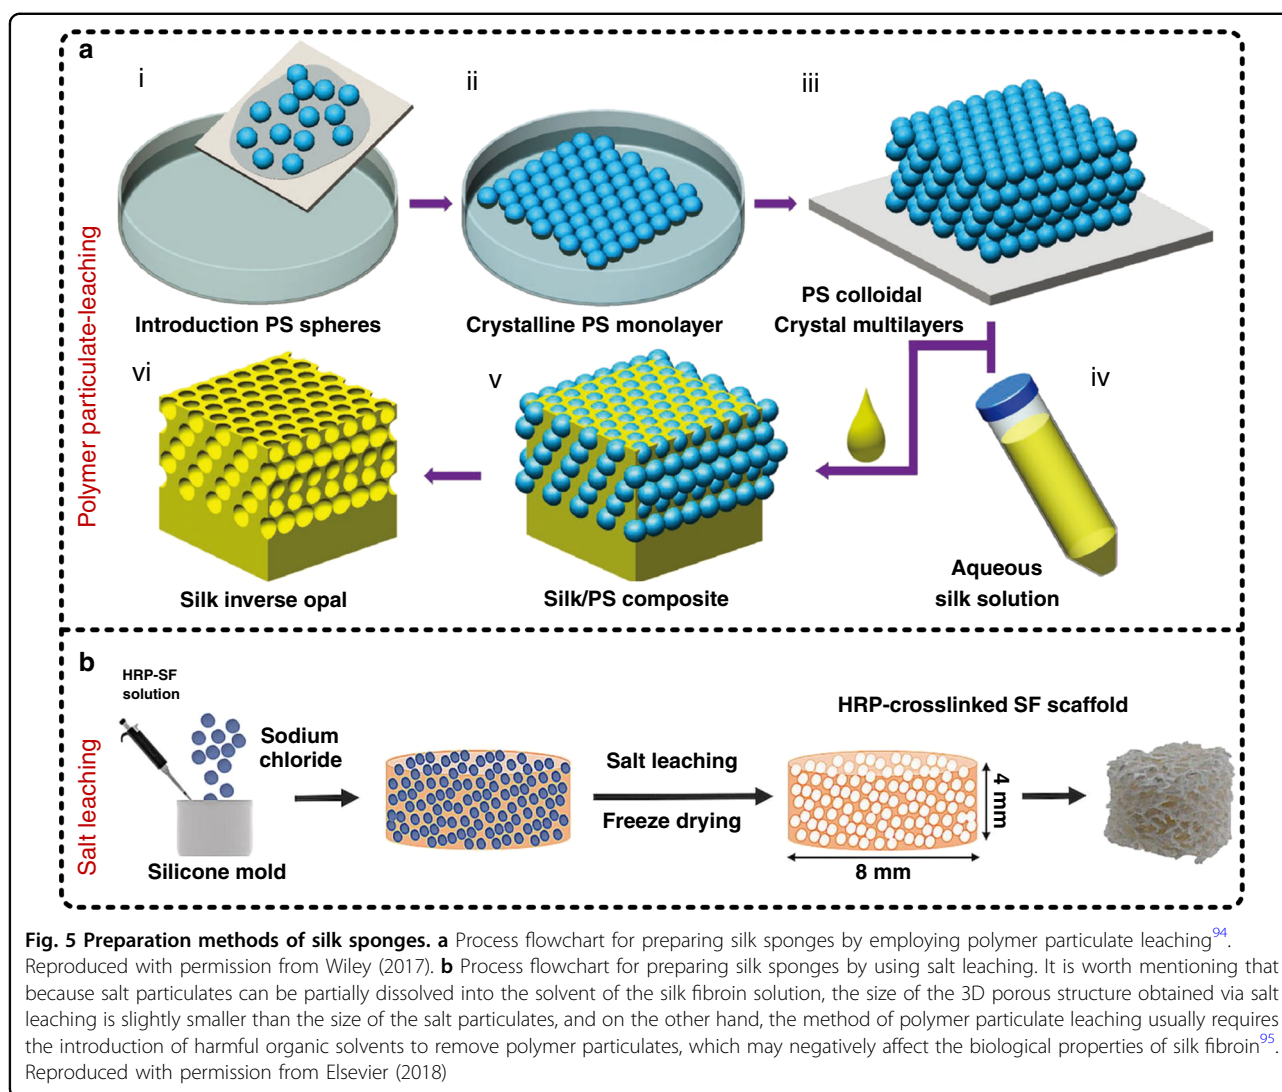 a
i
ii
iii
Polymer particulate-leaching
Introduction PS spheres
Crystalline PS monolayer
PS colloidal
Crystal multilayers
iv
v
vi
Aqueous
silk solution
Silk/PS composite
Silk inverse opal
b
Salt leaching
HRP-SF
solution
Sodium
chloride
Silicone mold
Salt leaching
Freeze drying
HRP-crosslinked SF scaffold
4 mm
8 mm
Fig. 5 Preparation methods of silk sponges. a Process flowchart for preparing silk sponges by employing polymer particulate leaching94.
Reproduced with permission from Wiley (2017). b Process flowchart for preparing silk sponges by using salt leaching. It is worth mentioning that
because salt particulates can be partially dissolved into the solvent of the silk fibroin solution, the size of the 3D porous structure obtained via salt
leaching is slightly smaller than the size of the salt particulates, and on the other hand, the method of polymer particulate leaching usually requires
the introduction of harmful organic solvents to remove polymer particulates, which may negatively affect the biological properties of silk fibroin95.
Reproduced with permission from Elsevier (2018)